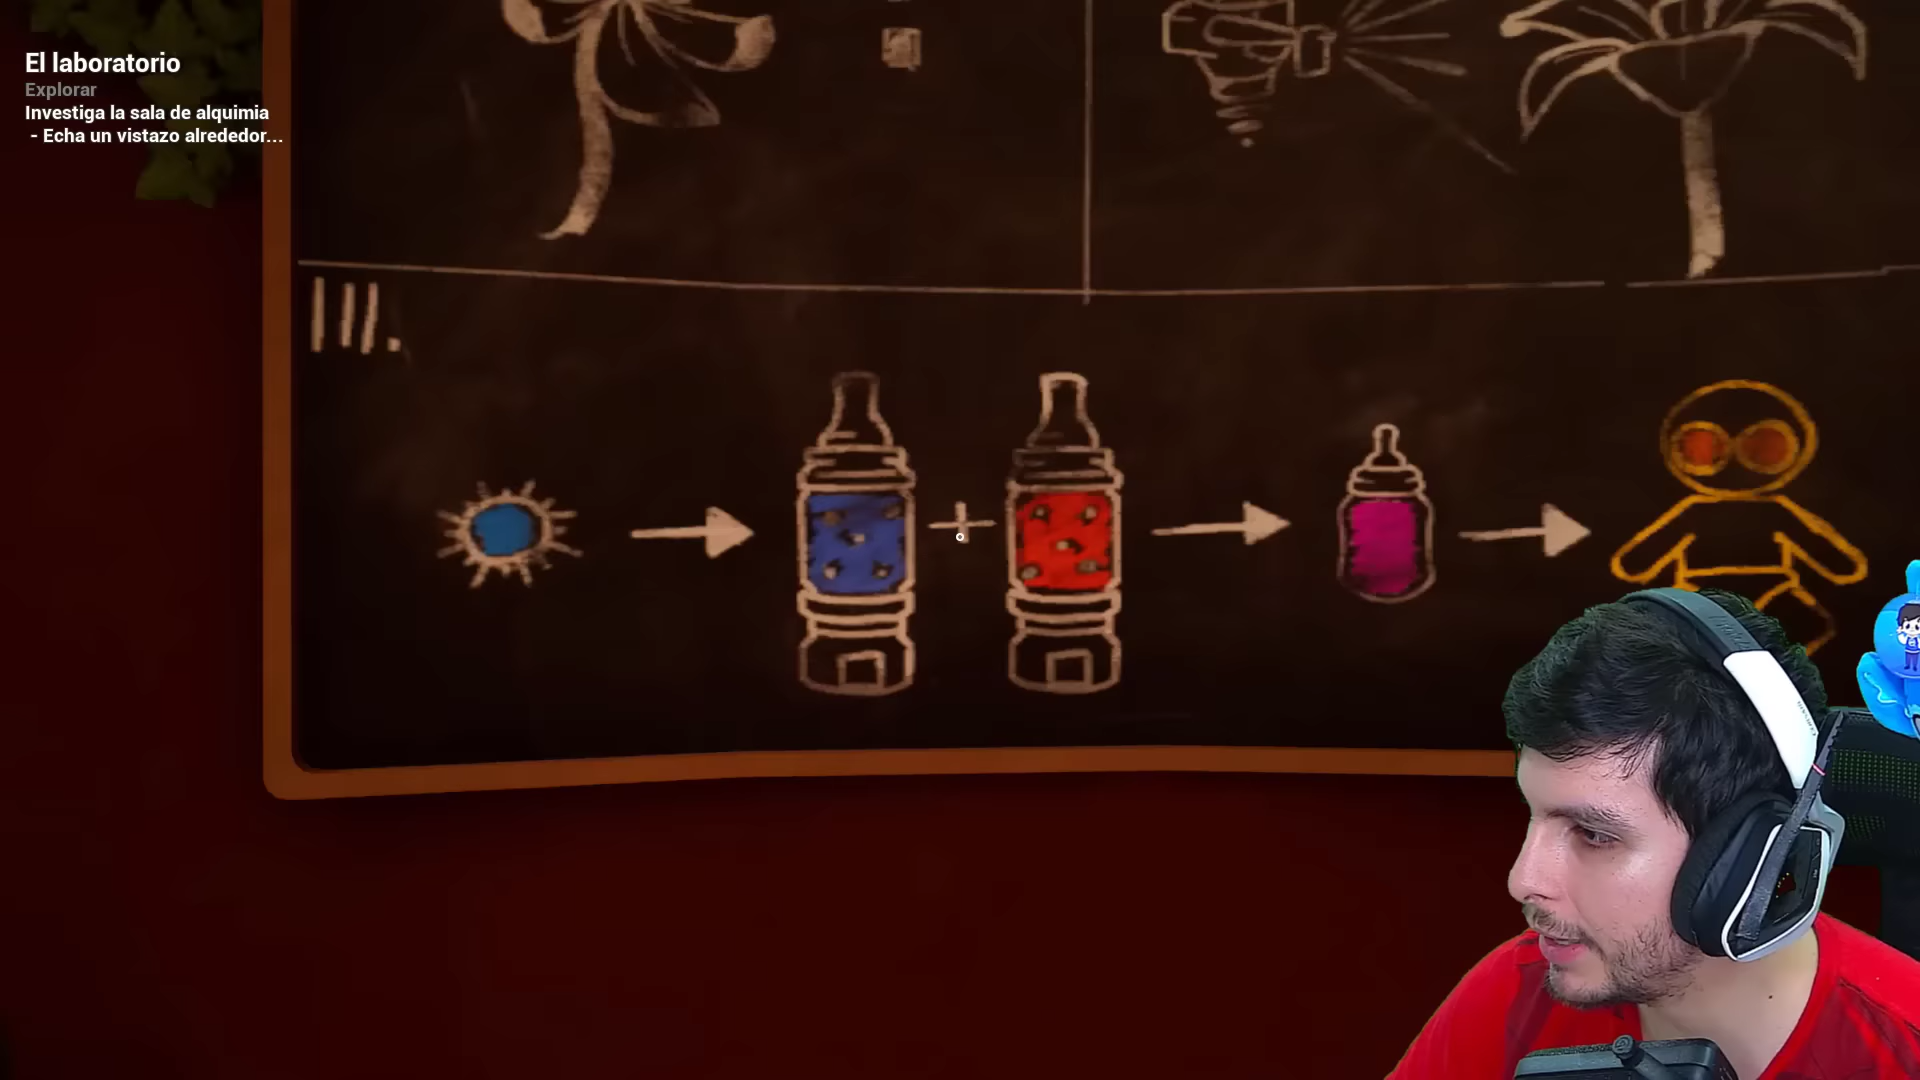 El laboratorio
Explorar
Investiga la sala de alquimia
- Echa un vistazo alrededor...
III.